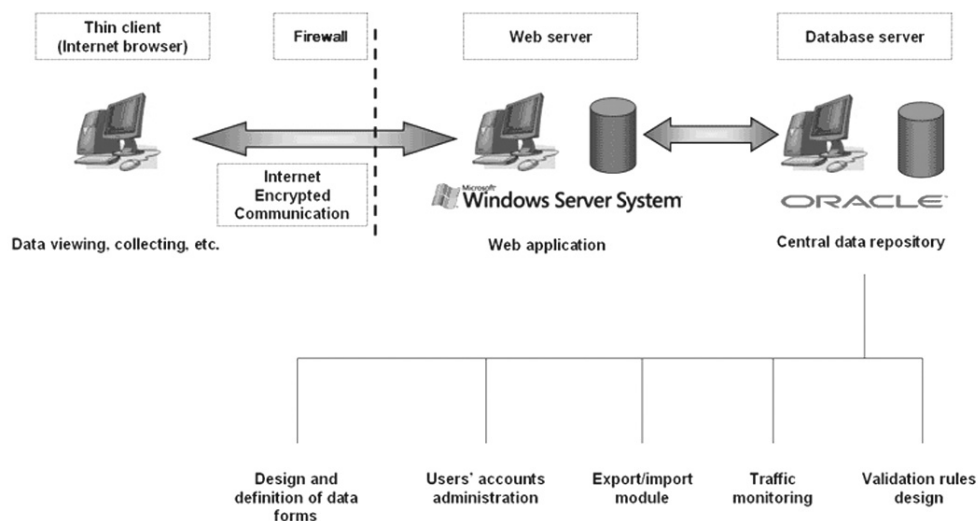 Thin client
(Internet browser)
Firewall
Web server
Database server
Internet
Encrypted
Communication
Microsoft
Windows Server System
ORACLE
Data viewing, collecting, etc.
Web application
Central data repository
Design and
definition of data
forms
Users' accounts
administration
Export/import
module
Traffic
monitoring
Validation rules
design